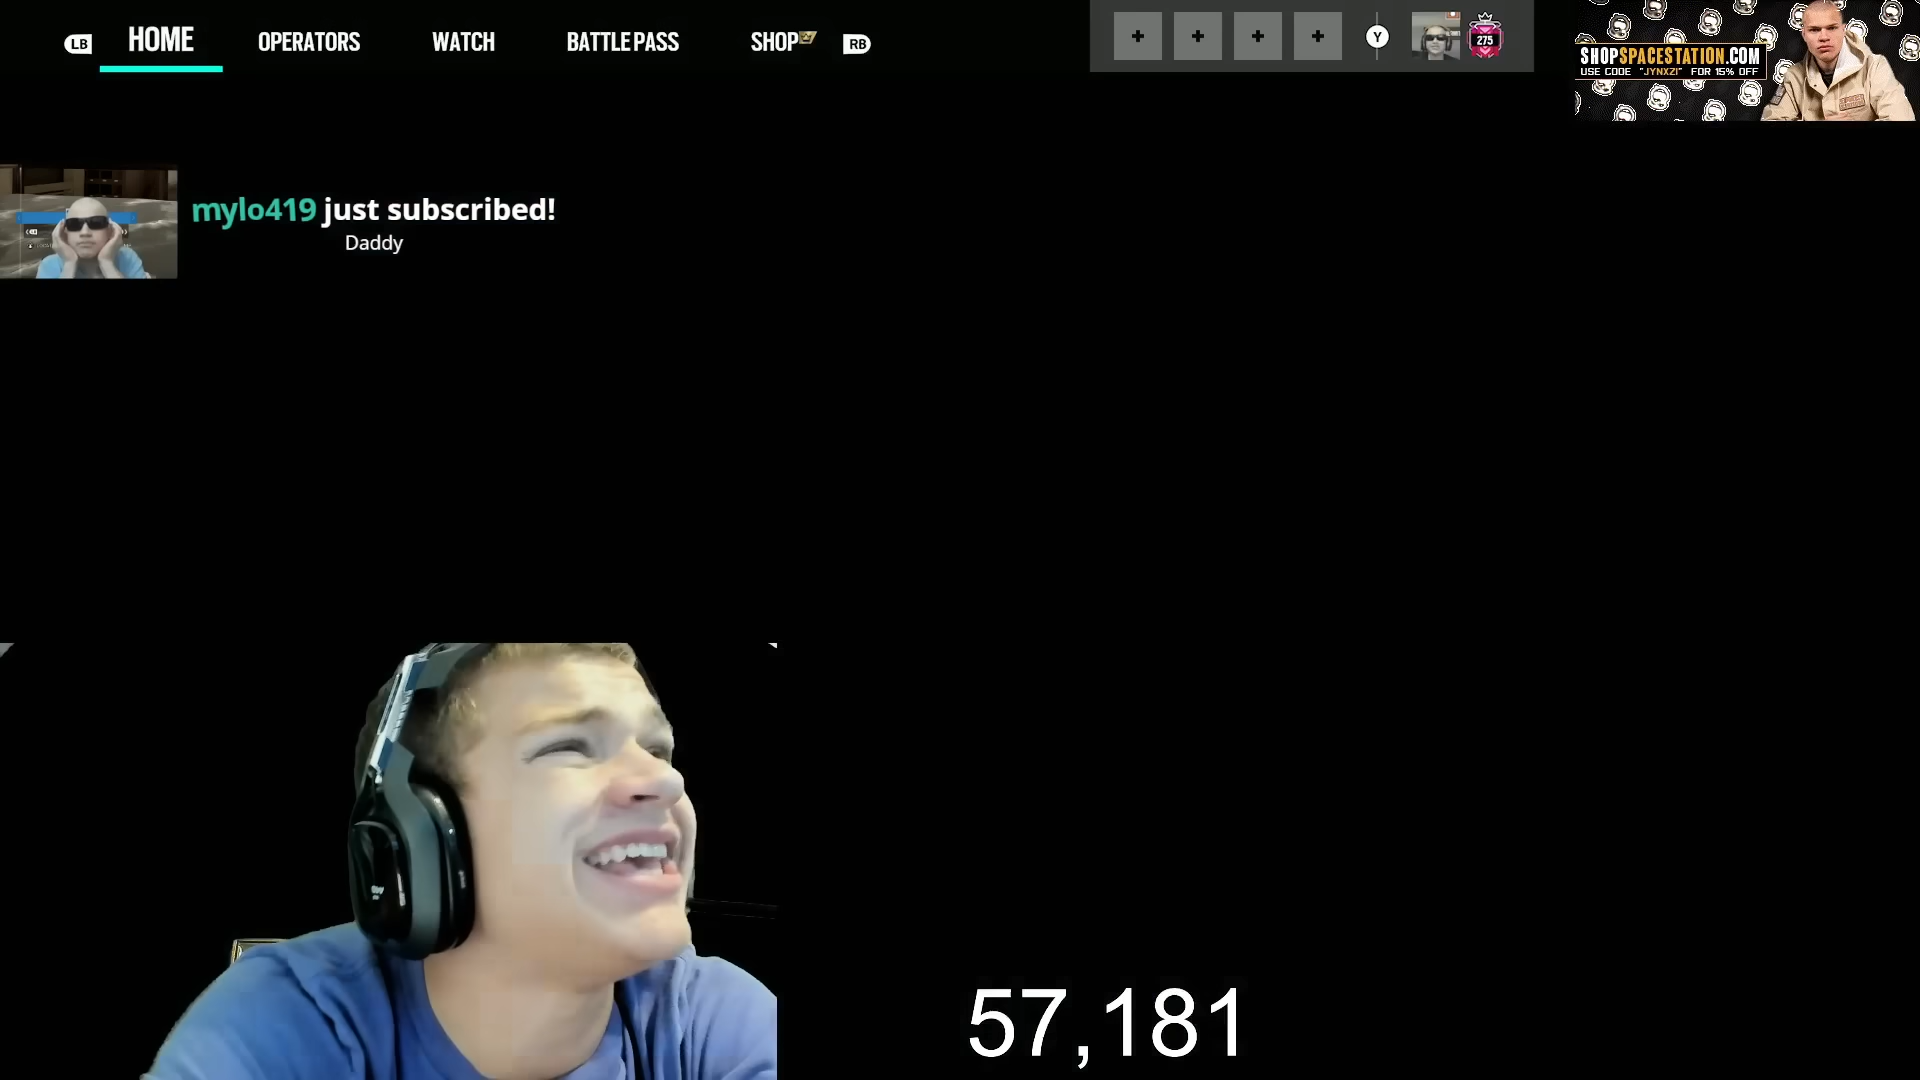 LB HOME OPERATORS WATCH BATTLE PASS SHOP RB
Y
275
SHOPSPACESTATION.COM
USE CODE "JYNXZI" FOR 15% OFF
mylo419 just subscribed!
Daddy
57,181